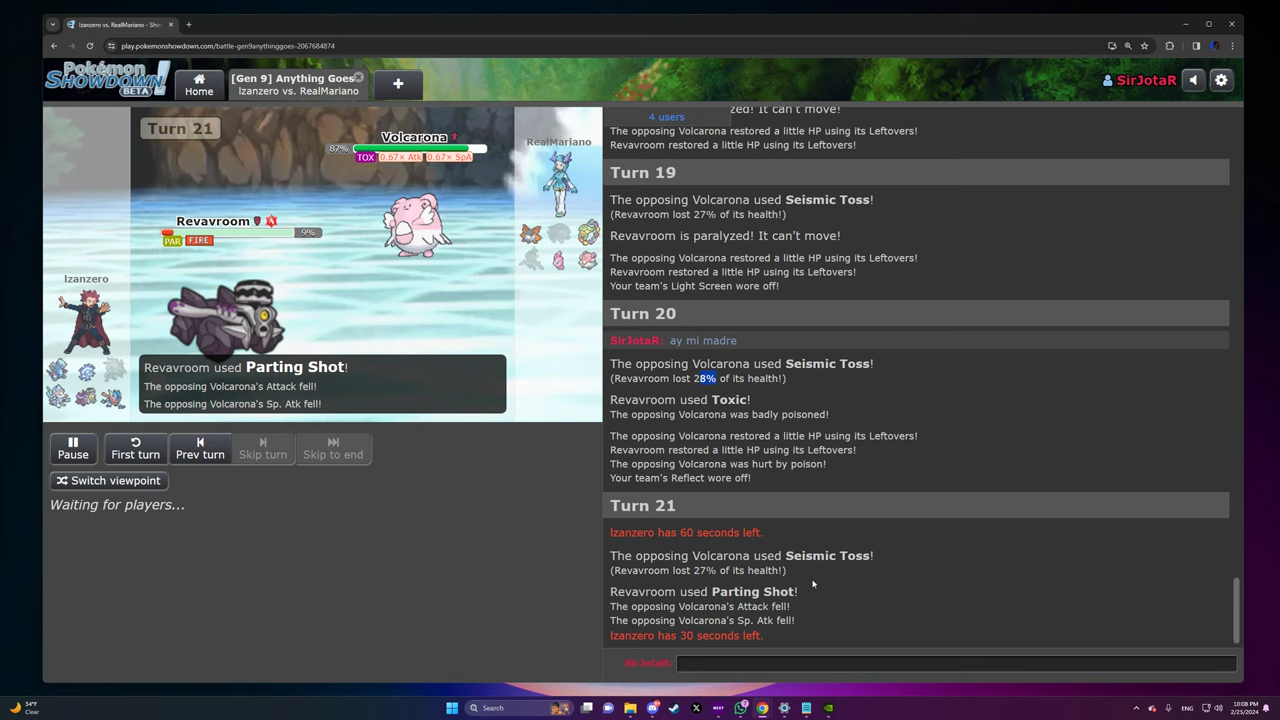 Izanzero vs. RealMariano - Sho
play.pokemonshowdown.com/battle-gen9anythinggoes-2067684874
Pokémon
SHOWDOWN!
BETA
Home
[Gen 9] Anything Goes
Izanzero vs. RealMariano
SirJotaR
Turn 21
Volcarona
87%
TOX 0.67× Atk 0.67× SpA
RealMariano
Revavroom
9%
PAR FIRE
Izanzero
Revavroom used Parting Shot!
The opposing Volcarona's Attack fell!
The opposing Volcarona's Sp. Atk fell!
Pause
First turn
Prev turn
Skip turn
Skip to end
Switch viewpoint
Waiting for players...
4 users
zed! It can't move!
The opposing Volcarona restored a little HP using its Leftovers!
Revavroom restored a little HP using its Leftovers!
Turn 19
The opposing Volcarona used Seismic Toss!
(Revavroom lost 27% of its health!)
Revavroom is paralyzed! It can't move!
The opposing Volcarona restored a little HP using its Leftovers!
Revavroom restored a little HP using its Leftovers!
Your team's Light Screen wore off!
Turn 20
SirJotaR: ay mi madre
The opposing Volcarona used Seismic Toss!
(Revavroom lost 28% of its health!)
Revavroom used Toxic!
The opposing Volcarona was badly poisoned!
The opposing Volcarona restored a little HP using its Leftovers!
Revavroom restored a little HP using its Leftovers!
The opposing Volcarona was hurt by poison!
Your team's Reflect wore off!
Turn 21
Izanzero has 60 seconds left.
The opposing Volcarona used Seismic Toss!
(Revavroom lost 27% of its health!)
Revavroom used Parting Shot!
The opposing Volcarona's Attack fell!
The opposing Volcarona's Sp. Atk fell!
Izanzero has 30 seconds left.
SirJotaR:
34°F
Clear
Search
NEXT
ENG
10:08 PM
2/25/2024